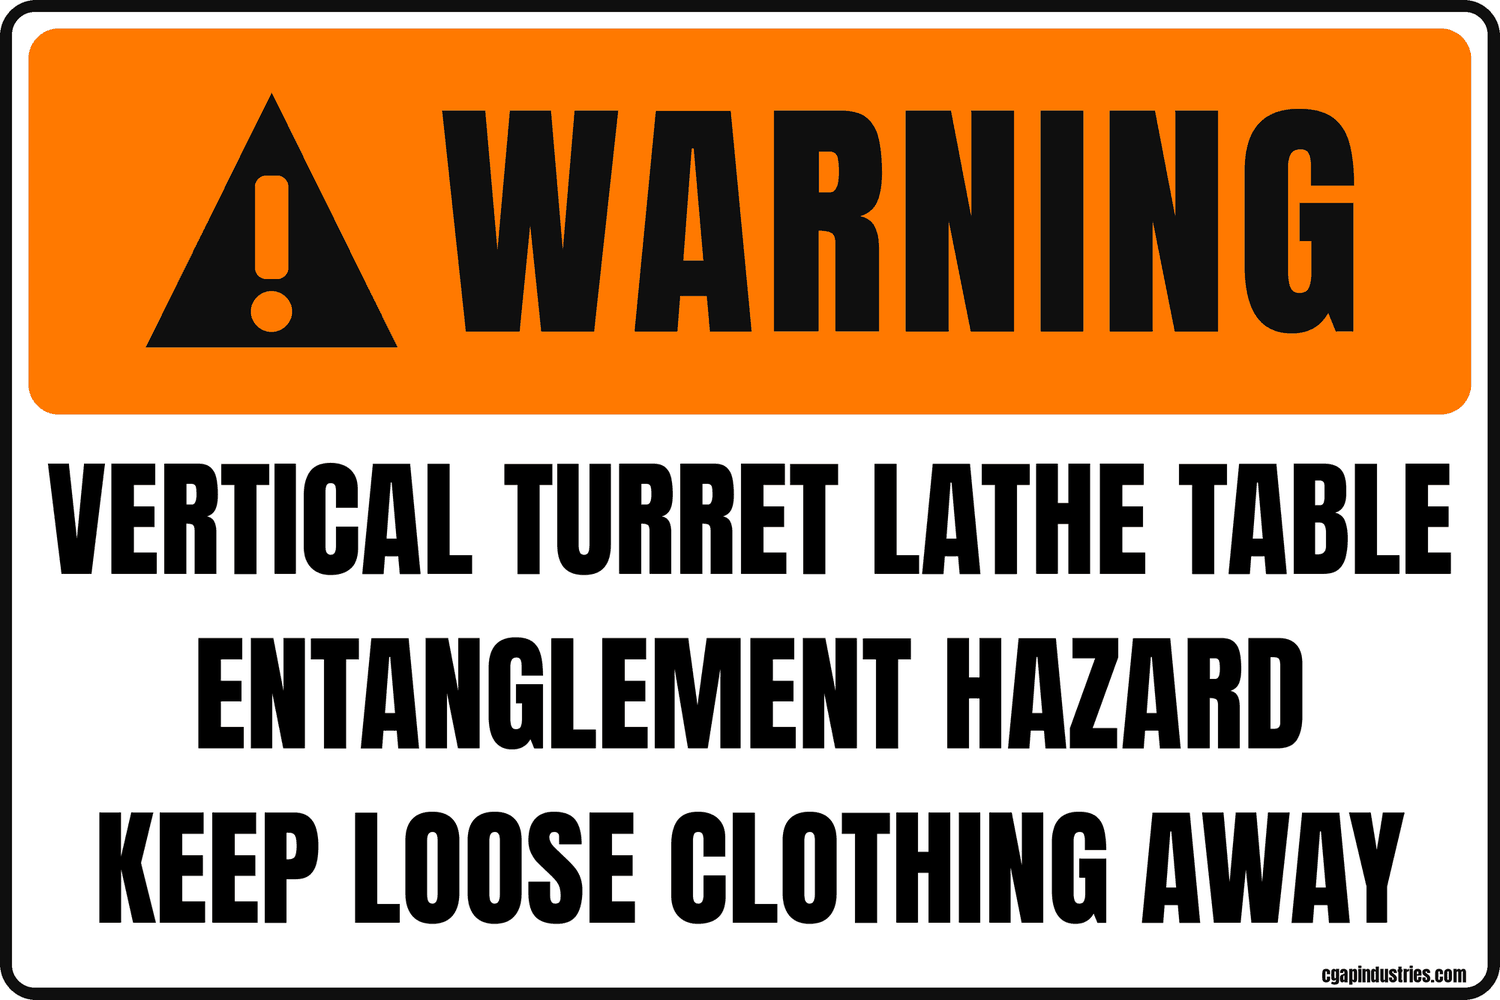 WARNING
VERTICAL TURRET LATHE TABLE
ENTANGLEMENT HAZARD
KEEP LOOSE CLOTHING AWAY
cgapindustries.com